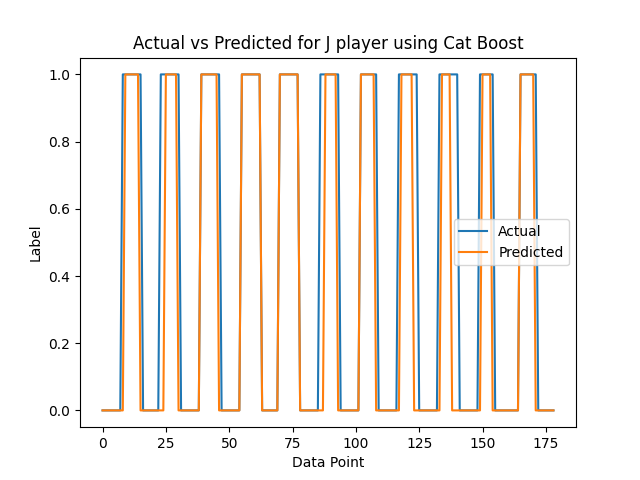 Actual vs Predicted for J player using Cat Boost
1.0
0.8
0.6
0.4
0.2
0.0
Label
Actual
Predicted
0 25 50 75 100 125 150 175
Data Point